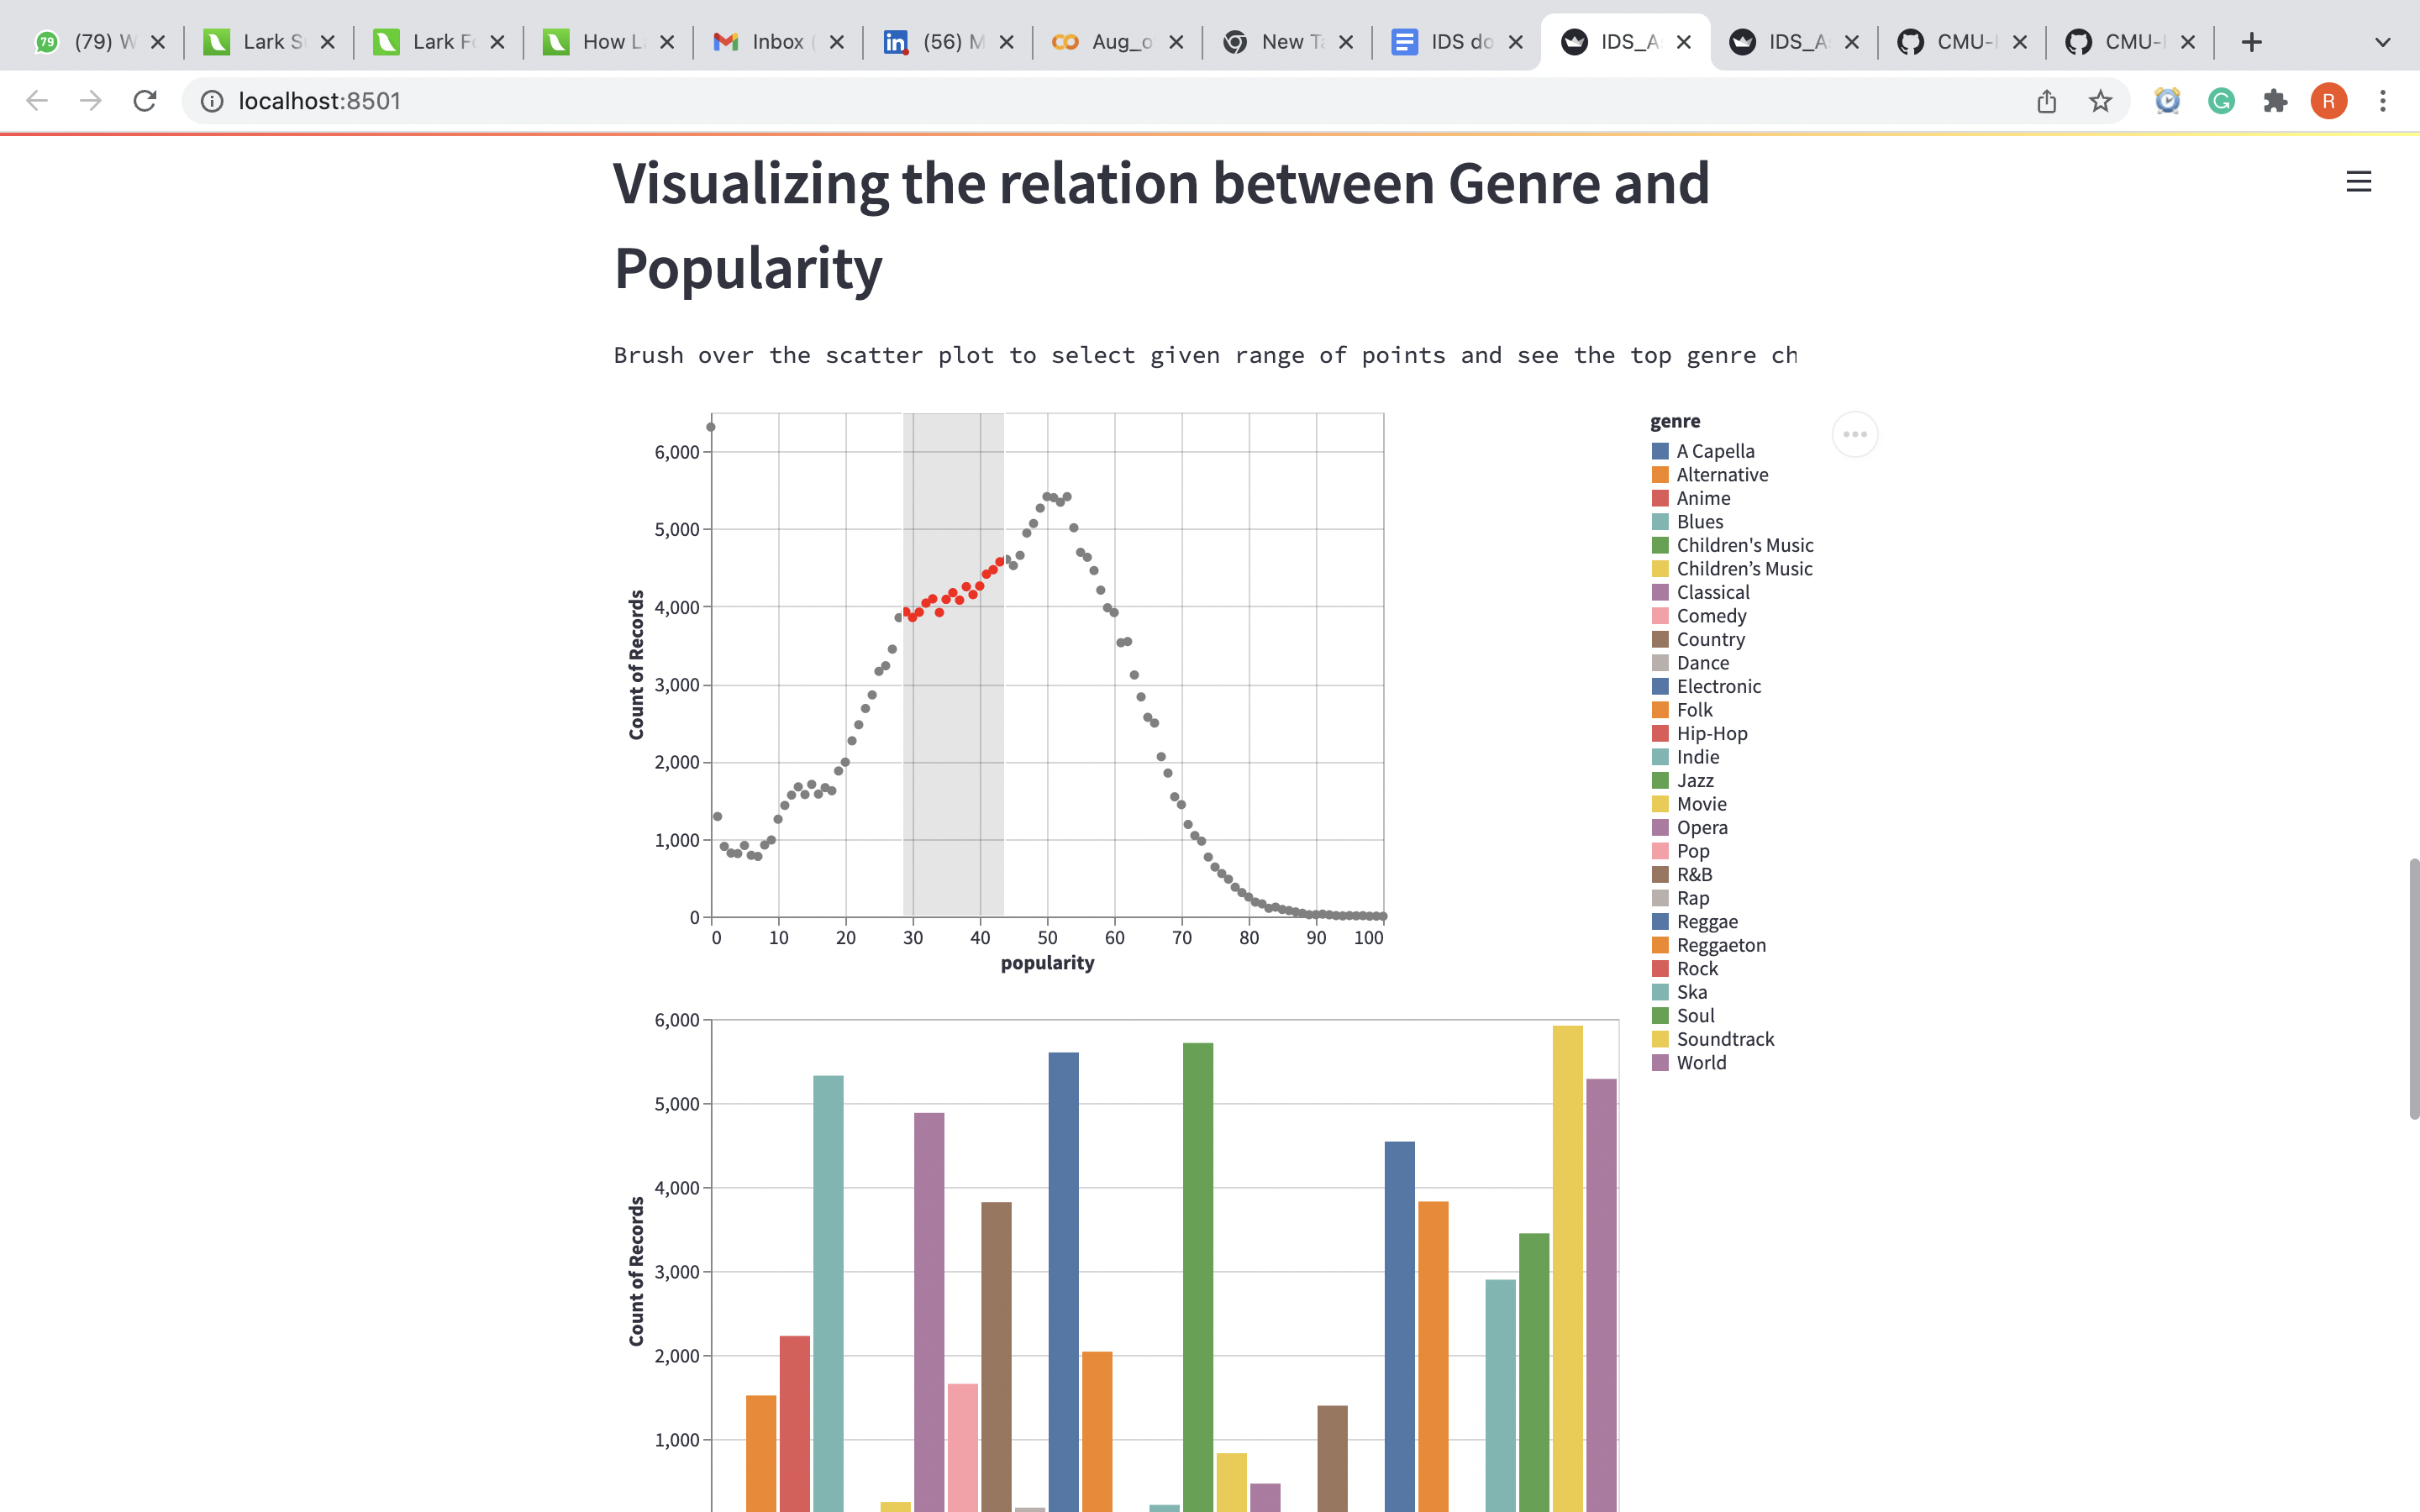 79
(79) W
Lark S
Lark F
How L
Inbox (
in
(56) M
Aug_o
New Ta
IDS do
IDS_A
IDS_A
CMU-
CMU-
localhost:8501
R
Visualizing the relation between Genre and
Popularity
Brush over the scatter plot to select given range of points and see the top genre ch
6,000
5,000
4,000
3,000
2,000
1,000
0
Count of Records
0 10 20 30 40 50 60 70 80 90 100
popularity
genre
A Capella
Alternative
Anime
Blues
Children's Music
Children’s Music
Classical
Comedy
Country
Dance
Electronic
Folk
Hip-Hop
Indie
Jazz
Movie
Opera
Pop
R&B
Rap
Reggae
Reggaeton
Rock
Ska
Soul
Soundtrack
World
6,000
5,000
4,000
3,000
2,000
1,000
Count of Records